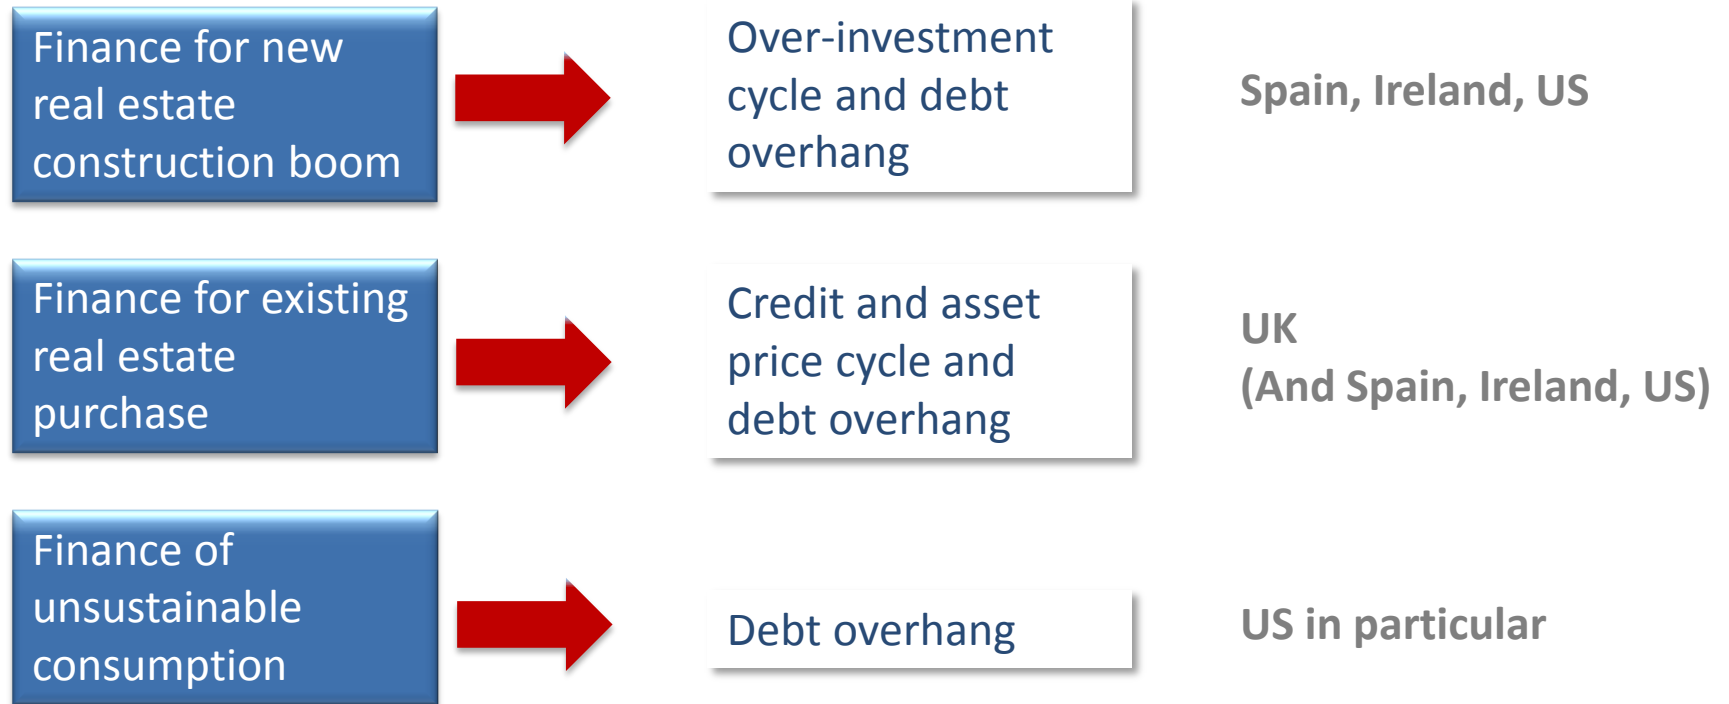 Finance for new
real estate
construction boom
Over-investment
cycle and debt
overhang
Spain, Ireland, US
Finance for existing
real estate
purchase
Credit and asset
price cycle and
debt overhang
UK
(And Spain, Ireland, US)
Finance of
unsustainable
consumption
Debt overhang
US in particular